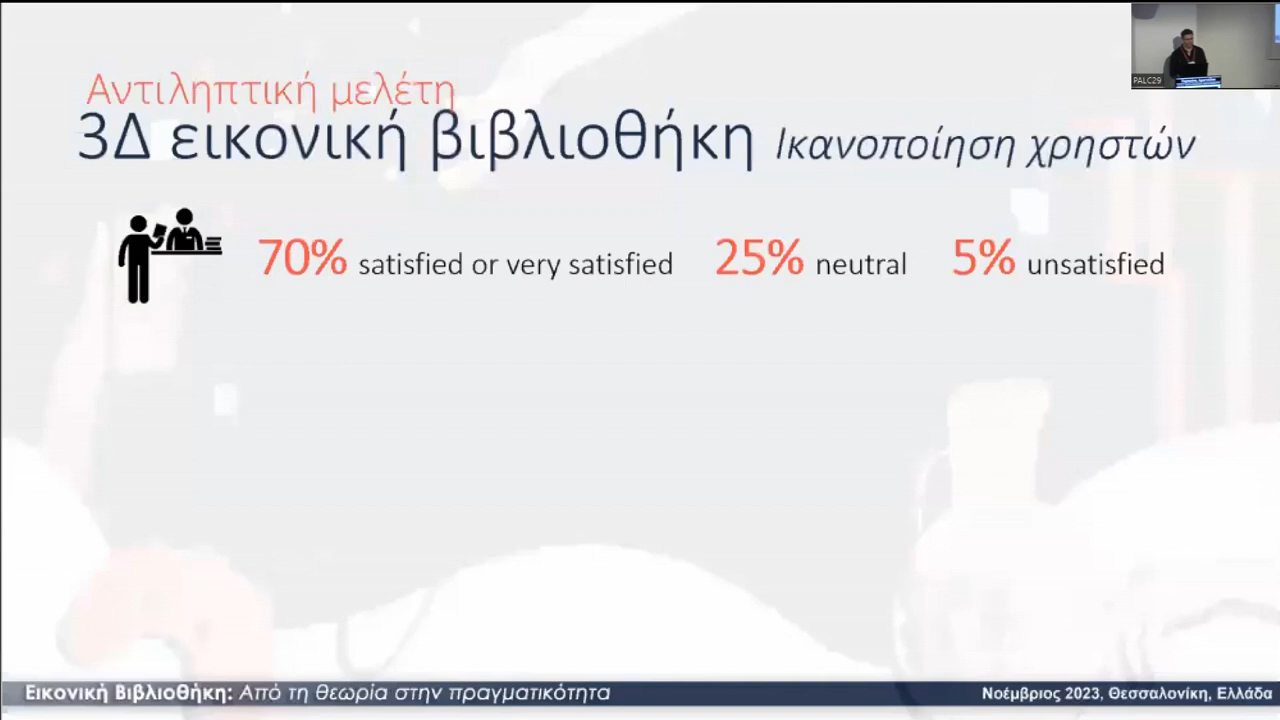 Αντιληπτική μελέτη
3Δ εικονική βιβλιοθήκη Ικανοποίηση χρηστών
70% satisfied or very satisfied 25% neutral 5% unsatisfied
Εικονική Βιβλιοθήκη: Από τη θεωρία στην πραγματικότητα
Νοέμβριος 2023, Θεσσαλονίκη, Ελλάδα
PALC29